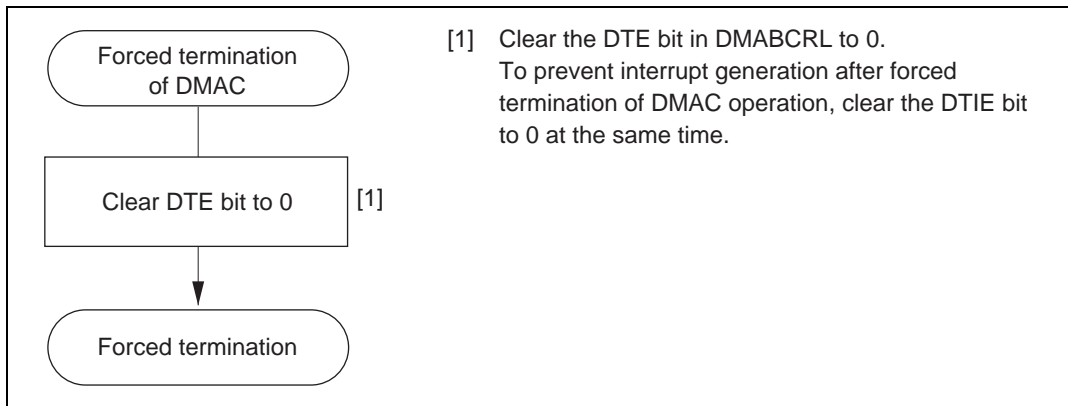 Forced termination
of DMAC
Clear DTE bit to 0
[1]
Forced termination
[1] Clear the DTE bit in DMABCRL to 0.
To prevent interrupt generation after forced
termination of DMAC operation, clear the DTIE bit
to 0 at the same time.